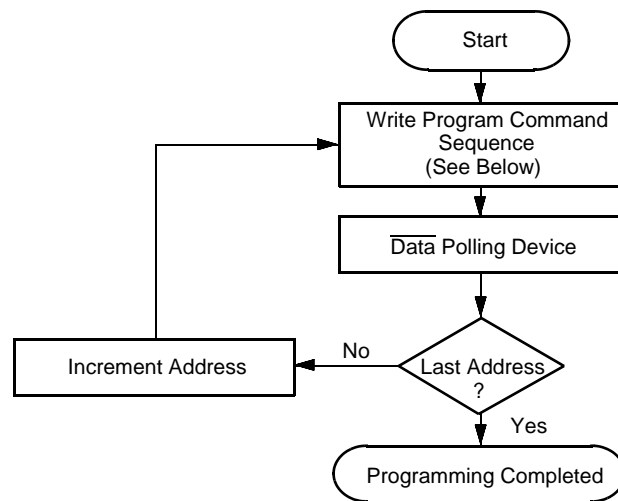 Start
Write Program Command
Sequence
(See Below)
Data Polling Device
No
Increment Address
Last Address
?
Yes
Programming Completed